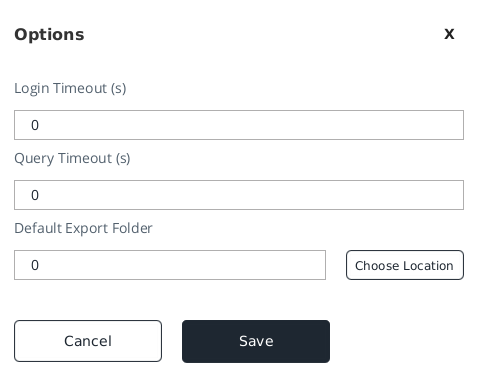 Options X
Login Timeout (s)
0
Query Timeout (s)
0
Default Export Folder
0 Choose Location
Cancel Save